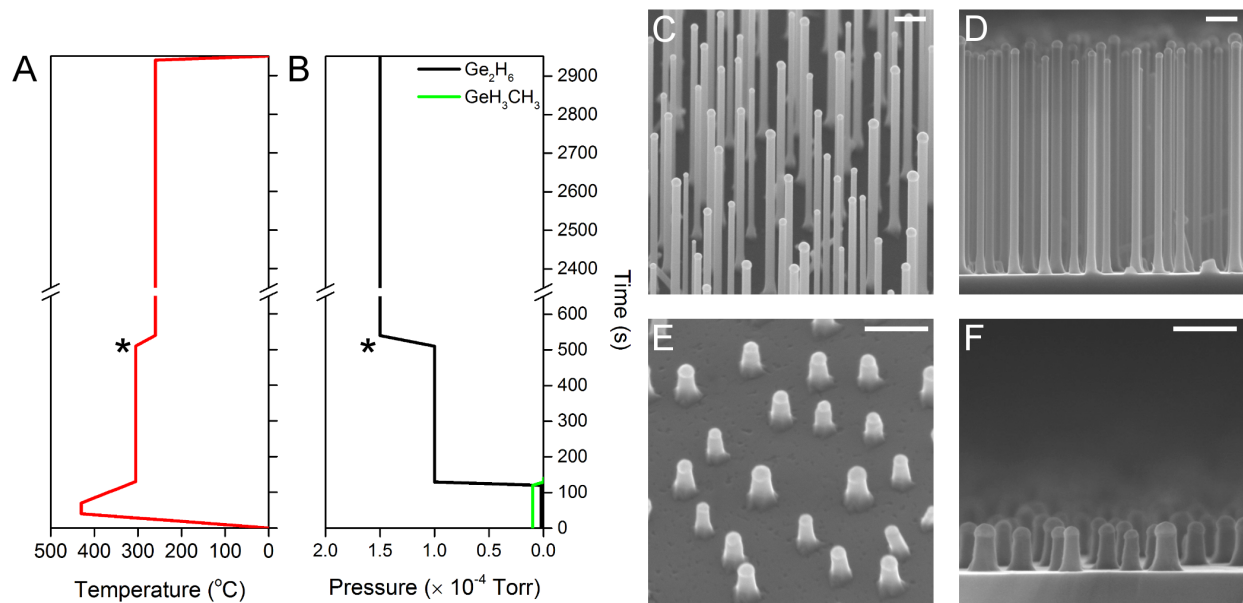 A
B
C
D
E
F
Ge₂H₆
GeH₃CH₃
*
*
2900
2800
2700
2600
2500
2400
600
500
400
300
200
100
0
Time (s)
500 400 300 200 100 0
Temperature (°C)
2.0 1.5 1.0 0.5 0.0
Pressure (× 10⁻⁴ Torr)